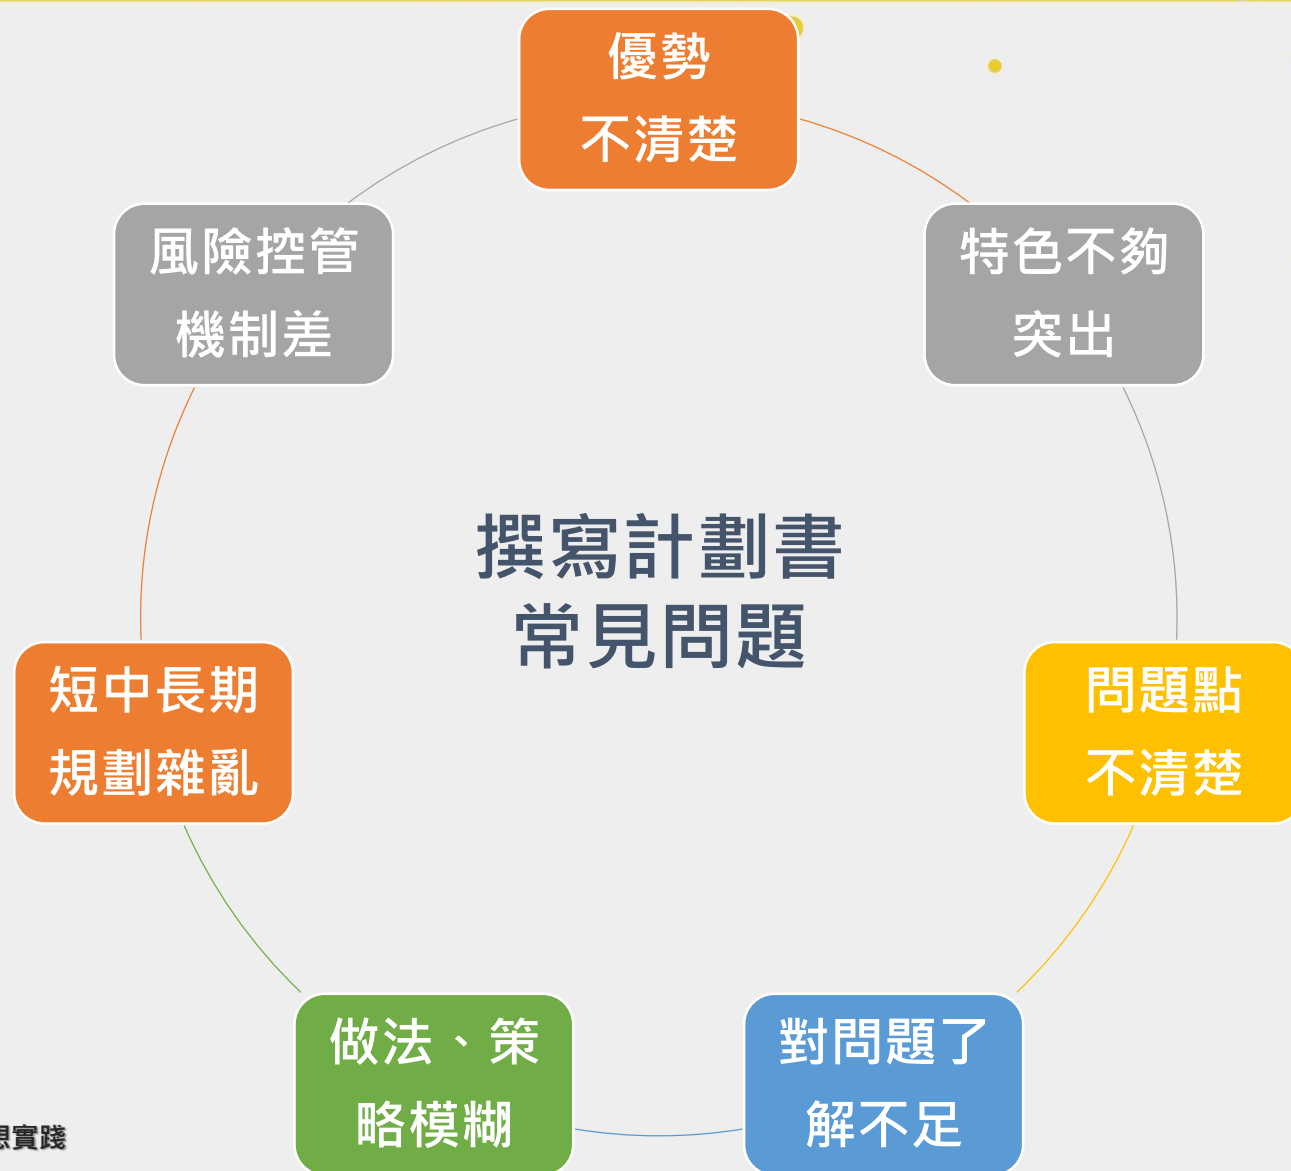 優勢
不清楚
特色不夠
突出
問題點
不清楚
對問題了
解不足
做法、策
略模糊
短中長期
規劃雜亂
風險控管
機制差
撰寫計劃書
常見問題
實踐